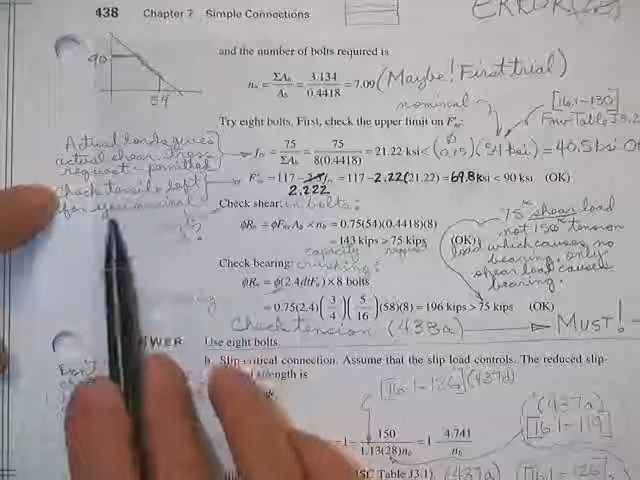 438 Chapter 7 Simple Connections
ERROR
90
54
and the number of bolts required is
n_b = ΣA_b / A_b = 3.134 / 0.4418 = 7.09 (Maybe! First trial)
nominal
[16.1-130]
Try eight bolts. First, check the upper limit on
Actual loads gives
actual shear stress
f_v = 75 / ΣA_b = 75 / 8(0.4418) = 21.22 ksi < (0.75)(54 ksi) = 40.5 ksi
check tensile left
= 117 − 2.222 = 117 − 2.22(21.22) = 69.8 ksi < 90 ksi (OK)
for you nominal
Check shear: in bolts:
ϕR_n = ϕF_nv A_b × n_b = 0.75(54)(0.4418)(8)
= 143 kips > 75 kips (OK)
capacity
75 k shear load
not 150 k tension
load which causes no
bearing, only
shear load causes
bearing.
Check bearing: crushing:
ϕR_n = ϕ(2.4dtF_u) × 8 bolts
= 0.75(2.4)(3/4)(5/16)(58)(8) = 196 kips > 75 kips (OK)
Check tension (438a) → MUST!
Use eight bolts.
b. Slip-critical connection. Assume that the slip load controls. The reduced slip-
strength is
[16.1-126](437d)
(437a)
[16.1-119]
150 / 1.13(28)n_b = 1 − 4.741 / n_b
Table J3.1) (437a) [16.1-126]